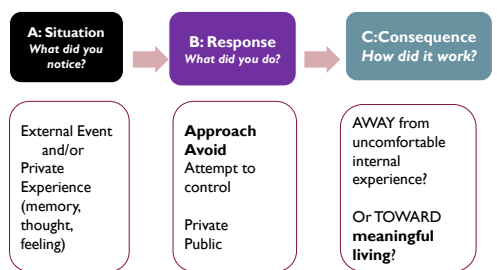 A: Situation
What did you
notice?
B: Response
What did you do?
C:Consequence
How did it work?
External Event
and/or
Private
Experience
(memory,
thought,
feeling)
Approach
Avoid
Attempt to
control
Private
Public
AWAY from
uncomfortable
internal
experience?
Or TOWARD
meaningful
living?